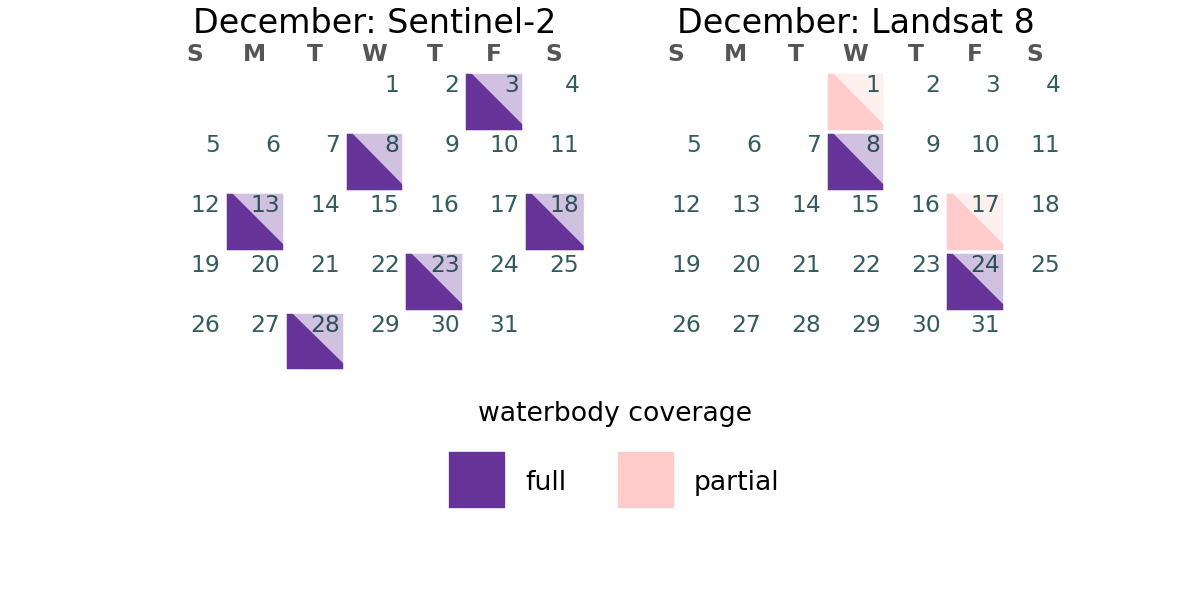 December: Sentinel-2
S M T W T F S
1 2 3 4
5 6 7 8 9 10 11
12 13 14 15 16 17 18
19 20 21 22 23 24 25
26 27 28 29 30 31
December: Landsat 8
S M T W T F S
1 2 3 4
5 6 7 8 9 10 11
12 13 14 15 16 17 18
19 20 21 22 23 24 25
26 27 28 29 30 31
waterbody coverage
full
partial